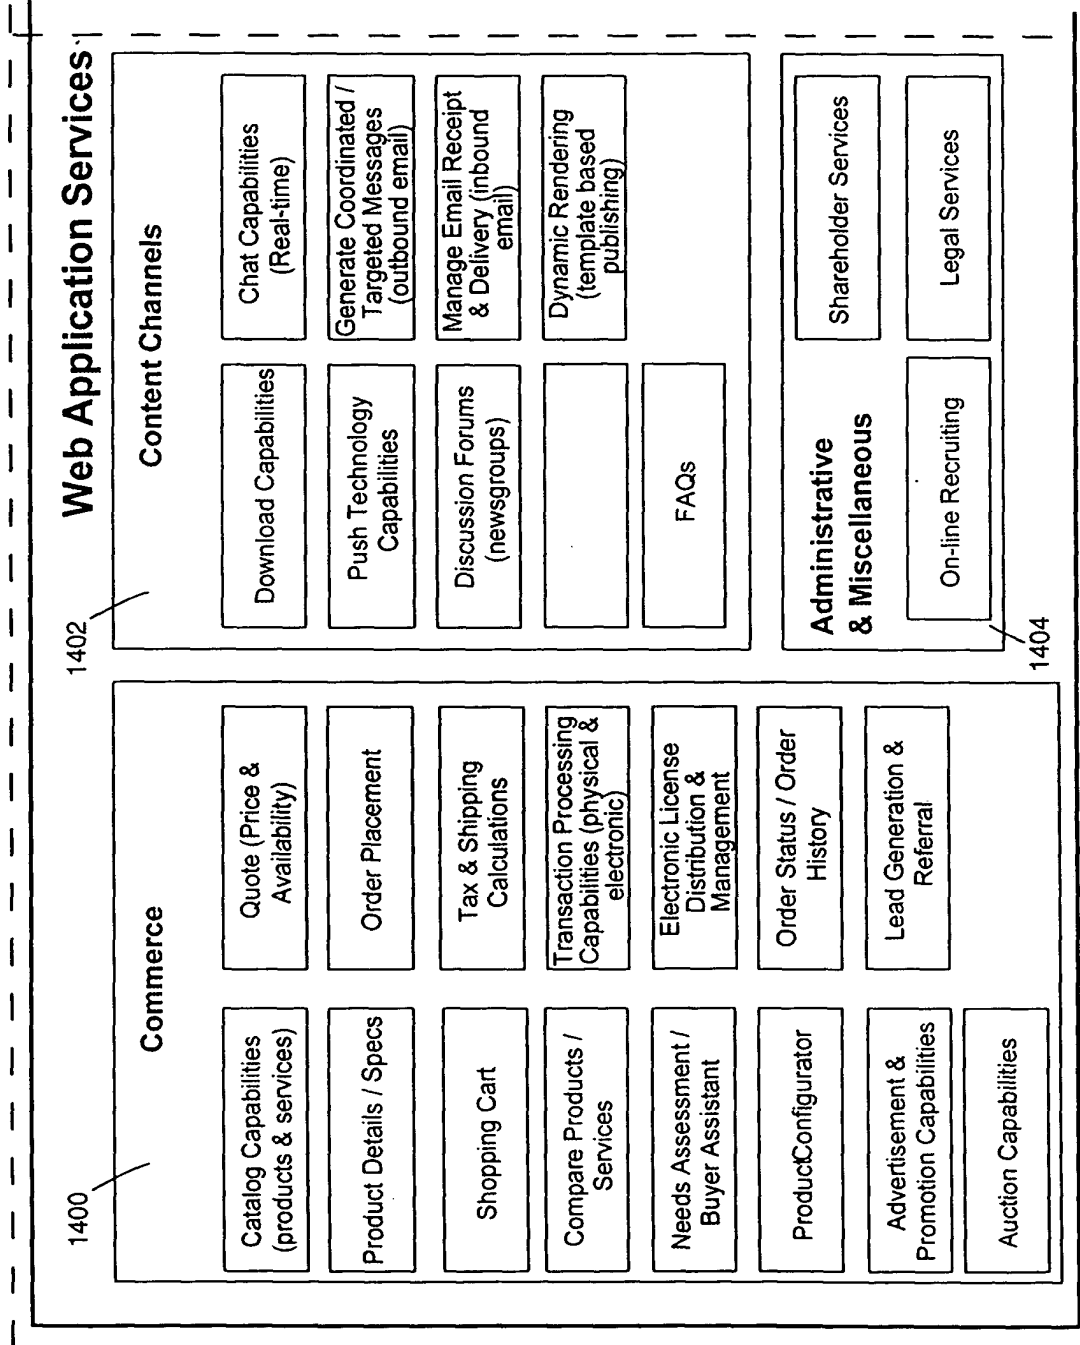 Web Application Services
1400
Commerce
Catalog Capabilities
(products & services)
Quote (Price &
Availability)
Product Details / Specs
Order Placement
Shopping Cart
Tax & Shipping
Calculations
Compare Products /
Services
Transaction Processing
Capabilities (physical &
electronic)
Needs Assessment /
Buyer Assistant
Electronic License
Distribution &
Management
ProductConfigurator
Order Status / Order
History
Advertisement &
Promotion Capabilities
Lead Generation &
Referral
Auction Capabilities
1402
Content Channels
Download Capabilities
Chat Capabilities
(Real-time)
Push Technology
Capabilities
Generate Coordinated /
Targeted Messages
(outbound email)
Discussion Forums
(newsgroups)
Manage Email Receipt
& Delivery (inbound
email)
Dynamic Rendering
(template based
publishing)
FAQs
Administrative
& Miscellaneous
Shareholder Services
On-line Recruiting
Legal Services
1404